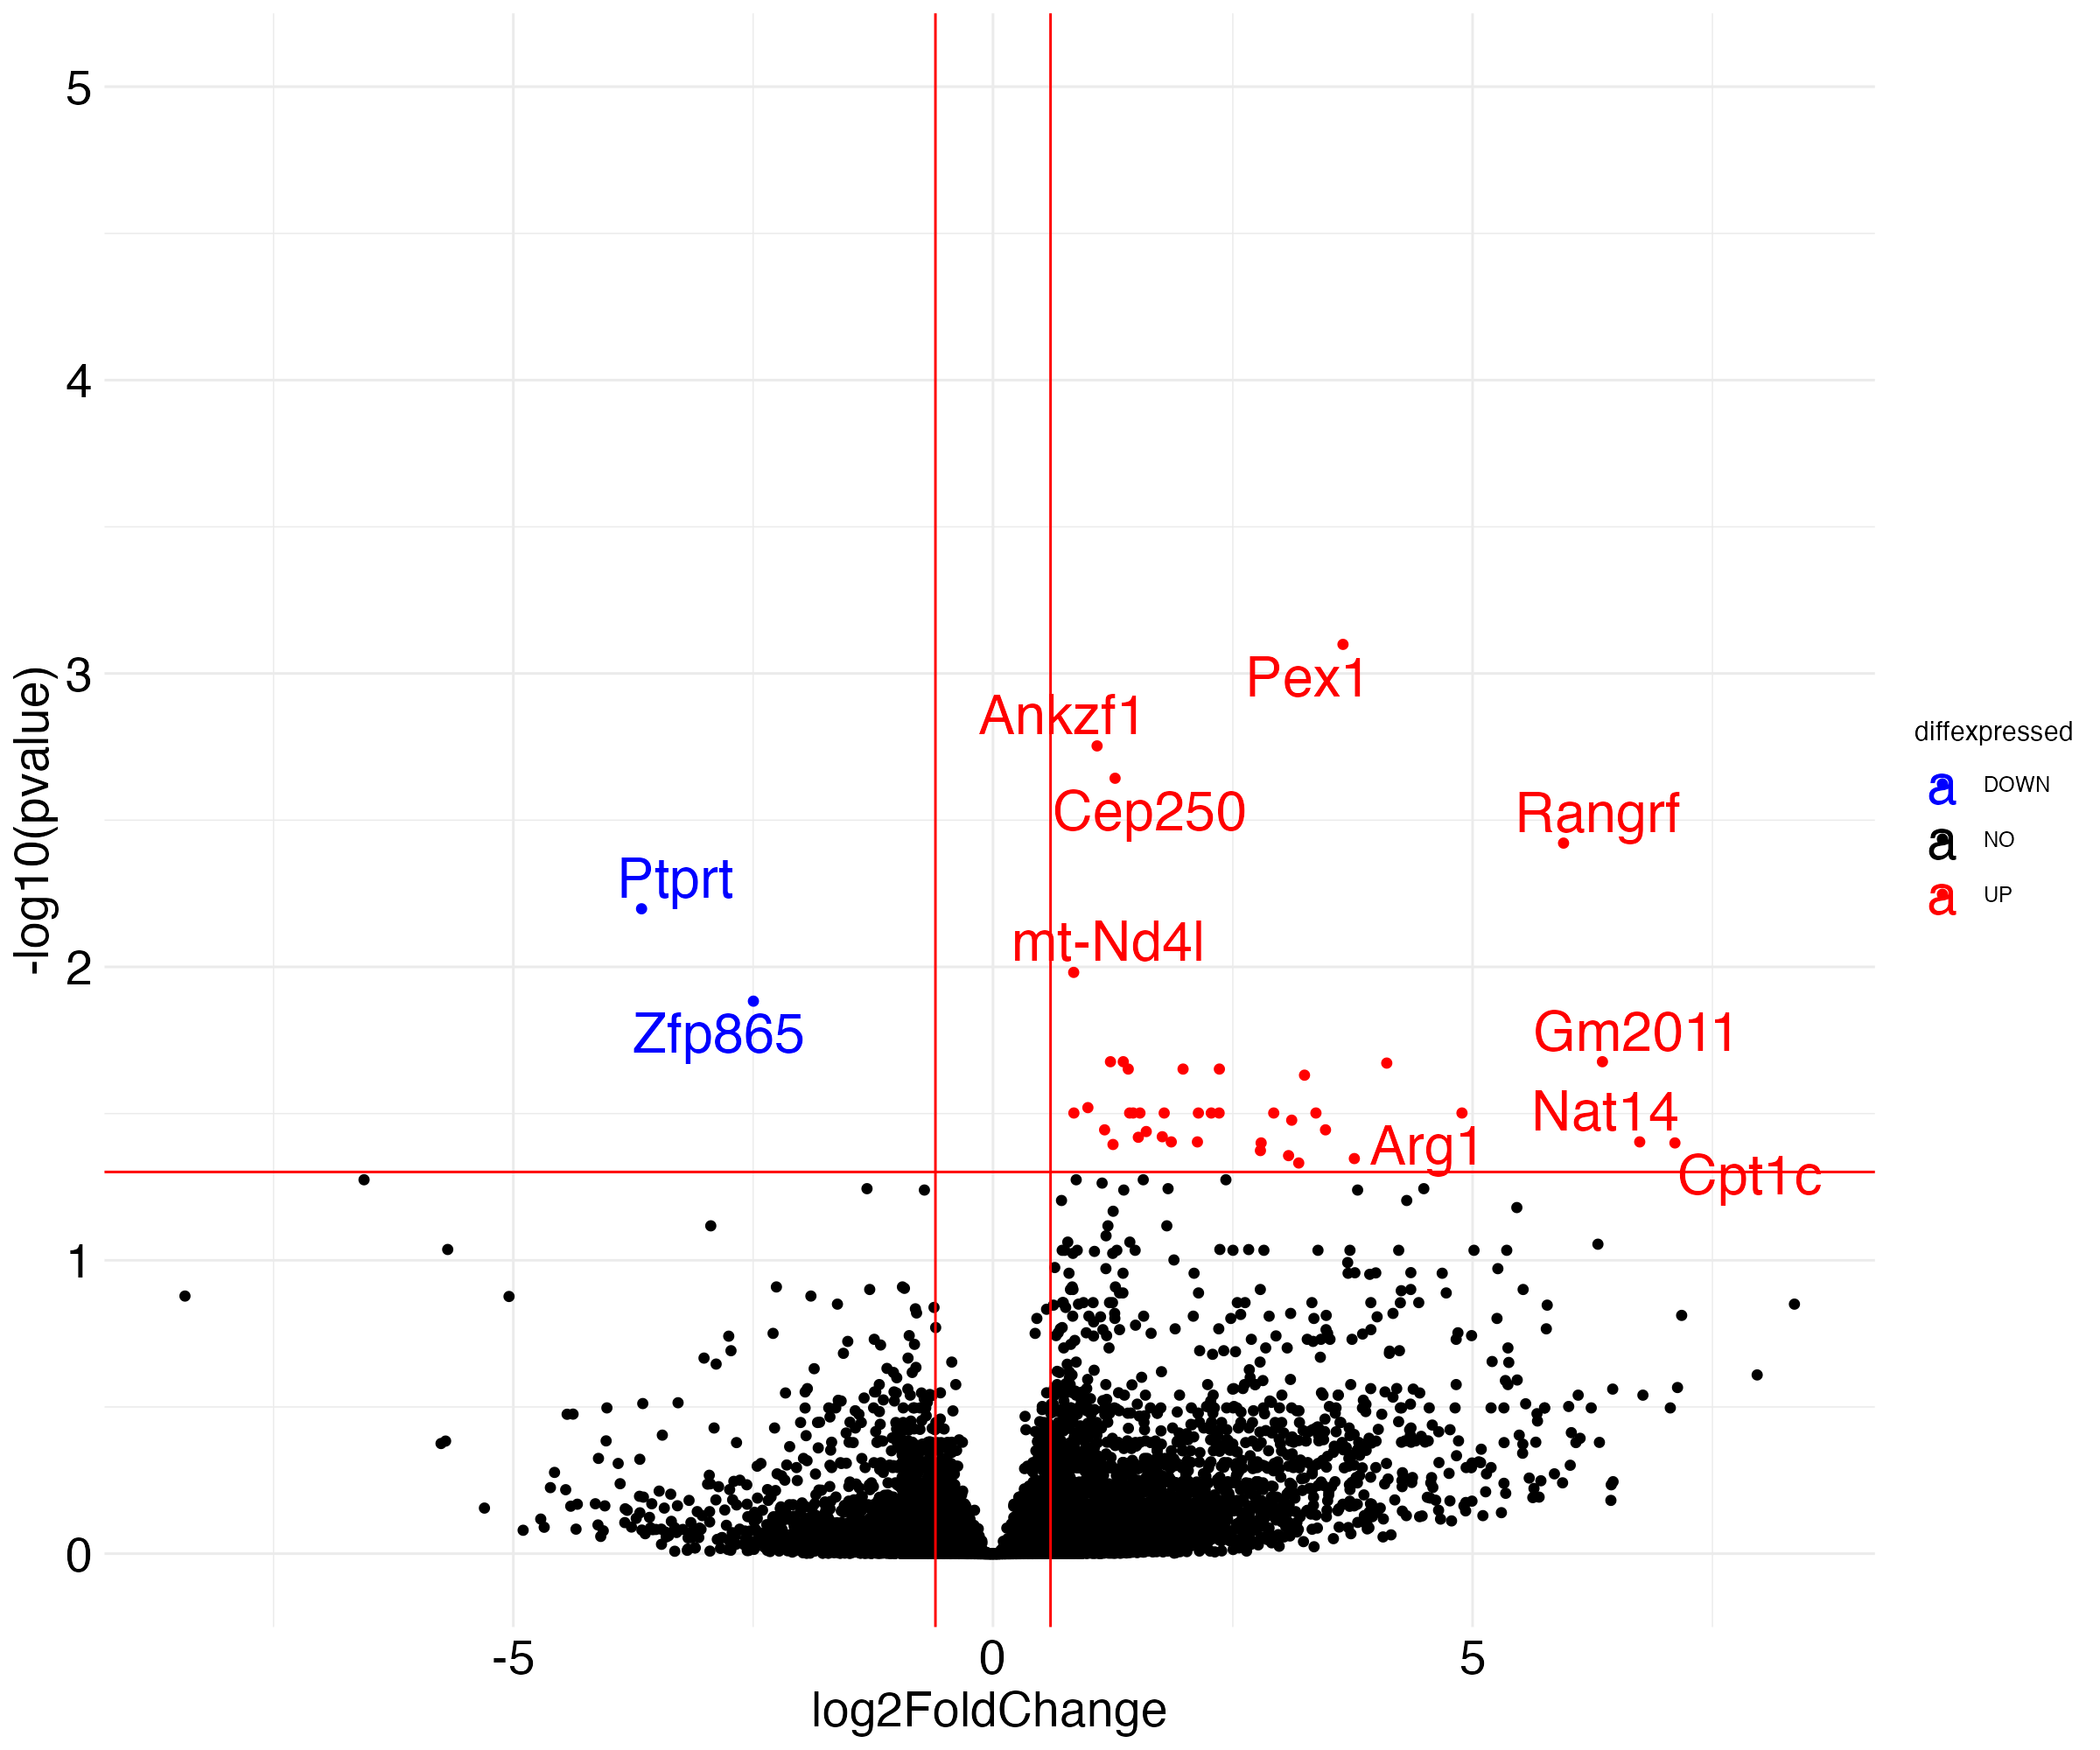 5
4
3
2
1
0
-log10(pvalue)
Pex1
Ankzf1
Cep250
Rangrf
Ptprt
mt-Nd4l
Zfp865
Gm2011
Nat14
Arg1
Cpt1c
-5
0
5
log2FoldChange
diffexpressed
a DOWN
a NO
a UP